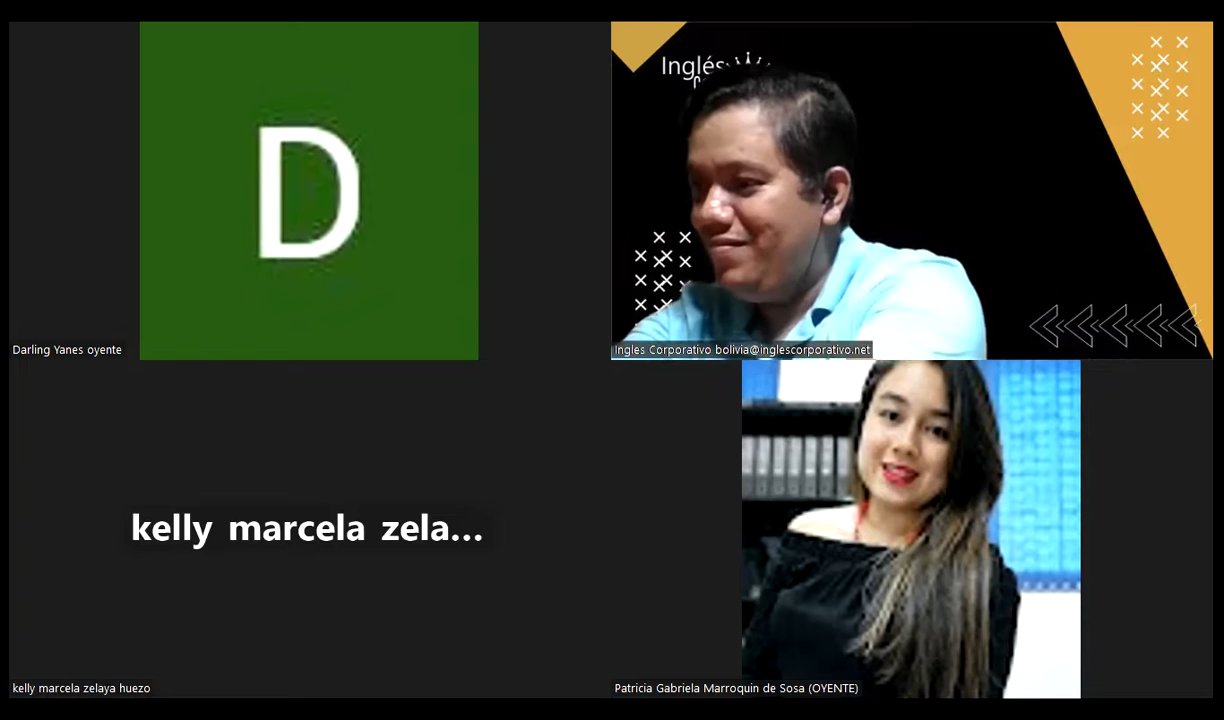 D
Inglés
Darling Yanes oyente
Ingles Corporativo bolivia@inglescorporativo.net
kelly marcela zela...
kelly marcela zelaya huezo
Patricia Gabriela Marroquin de Sosa (OYENTE)